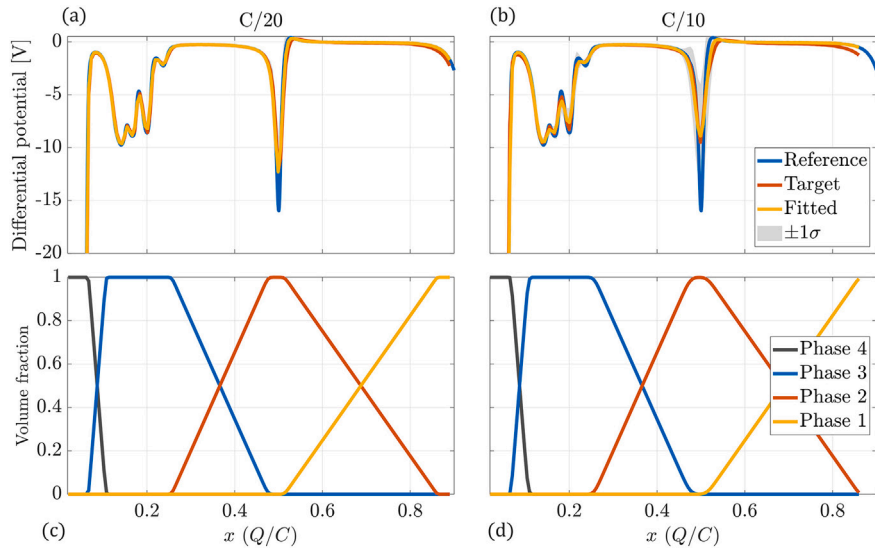 (a) C/20 (b) C/10
Differential potential [V]
0
-5
-10
-15
-20
0
-5
-10
-15
-20
Reference
Target
Fitted
±1σ
Volume fraction
1
0.8
0.6
0.4
0.2
0
1
0.8
0.6
0.4
0.2
0
Phase 4
Phase 3
Phase 2
Phase 1
0.2 0.4 0.6 0.8
0.2 0.4 0.6 0.8
(c) x (Q/C) (d) x (Q/C)